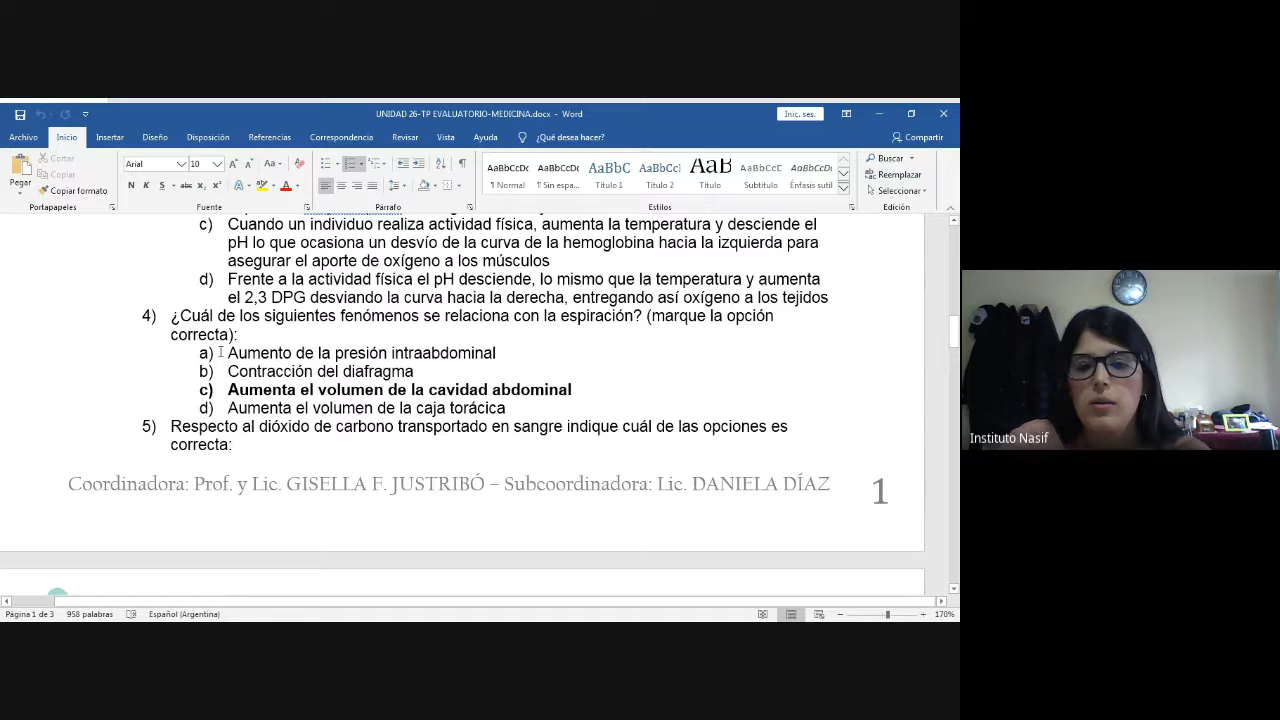 UNIDAD 26-TP EVALUATORIO-MEDICINA.docx - Word
Inic. ses.
Archivo Inicio Insertar Diseño Disposición Referencias Correspondencia Revisar Vista Ayuda ¿Qué desea hacer? Compartir
Pegar
Cortar
Copiar
Copiar formato
Portapapeles
Arial 10
Fuente
Párrafo
AaBbCcDc AaBbCcDc AaBbC AaBbCcI AaB AaBbCcD AaBbCcDc
¶ Normal ¶ Sin espa... Título 1 Título 2 Título Subtítulo Énfasis sutil
Estilos
Buscar
Reemplazar
Seleccionar
Edición
c) Cuando un individuo realiza actividad física, aumenta la temperatura y desciende el
pH lo que ocasiona un desvío de la curva de la hemoglobina hacia la izquierda para
asegurar el aporte de oxígeno a los músculos
d) Frente a la actividad física el pH desciende, lo mismo que la temperatura y aumenta
el 2,3 DPG desviando la curva hacia la derecha, entregando así oxígeno a los tejidos
4) ¿Cuál de los siguientes fenómenos se relaciona con la espiración? (marque la opción
correcta):
a) Aumento de la presión intraabdominal
b) Contracción del diafragma
c) Aumenta el volumen de la cavidad abdominal
d) Aumenta el volumen de la caja torácica
5) Respecto al dióxido de carbono transportado en sangre indique cuál de las opciones es
correcta:
Coordinadora: Prof. y Lic. GISELLA F. JUSTRIBÓ – Subcoordinadora: Lic. DANIELA DÍAZ 1
Página 1 de 3 958 palabras Español (Argentina) 170%
Instituto Nasif